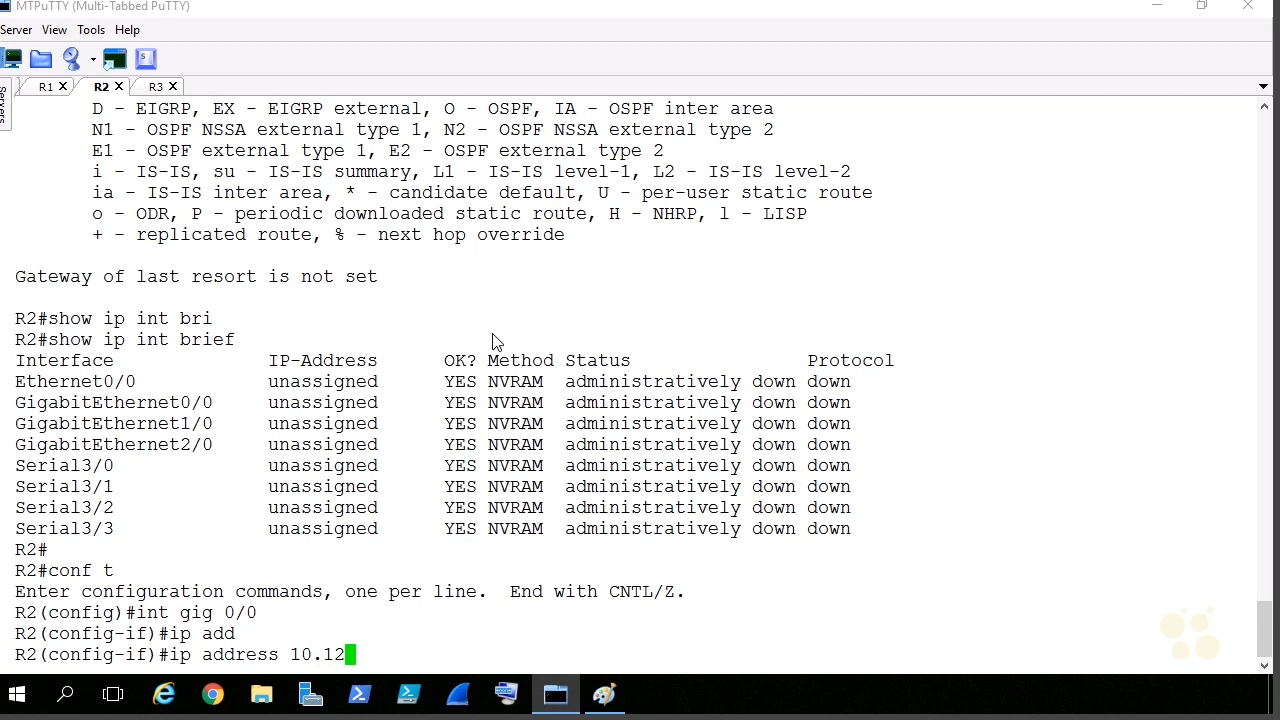 MTPuTTY (Multi-Tabbed PuTTY)
Server View Tools Help
R1 R2 R3
Servers
D - EIGRP, EX - EIGRP external, O - OSPF, IA - OSPF inter area
N1 - OSPF NSSA external type 1, N2 - OSPF NSSA external type 2
E1 - OSPF external type 1, E2 - OSPF external type 2
i - IS-IS, su - IS-IS summary, L1 - IS-IS level-1, L2 - IS-IS level-2
ia - IS-IS inter area, * - candidate default, U - per-user static route
o - ODR, P - periodic downloaded static route, H - NHRP, l - LISP
+ - replicated route, % - next hop override
Gateway of last resort is not set
R2#show ip int bri
R2#show ip int brief
Interface IP-Address OK? Method Status Protocol
Ethernet0/0 unassigned YES NVRAM administratively down down
GigabitEthernet0/0 unassigned YES NVRAM administratively down down
GigabitEthernet1/0 unassigned YES NVRAM administratively down down
GigabitEthernet2/0 unassigned YES NVRAM administratively down down
Serial3/0 unassigned YES NVRAM administratively down down
Serial3/1 unassigned YES NVRAM administratively down down
Serial3/2 unassigned YES NVRAM administratively down down
Serial3/3 unassigned YES NVRAM administratively down down
R2#
R2#conf t
Enter configuration commands, one per line. End with CNTL/Z.
R2(config)#int gig 0/0
R2(config-if)#ip add
R2(config-if)#ip address 10.12